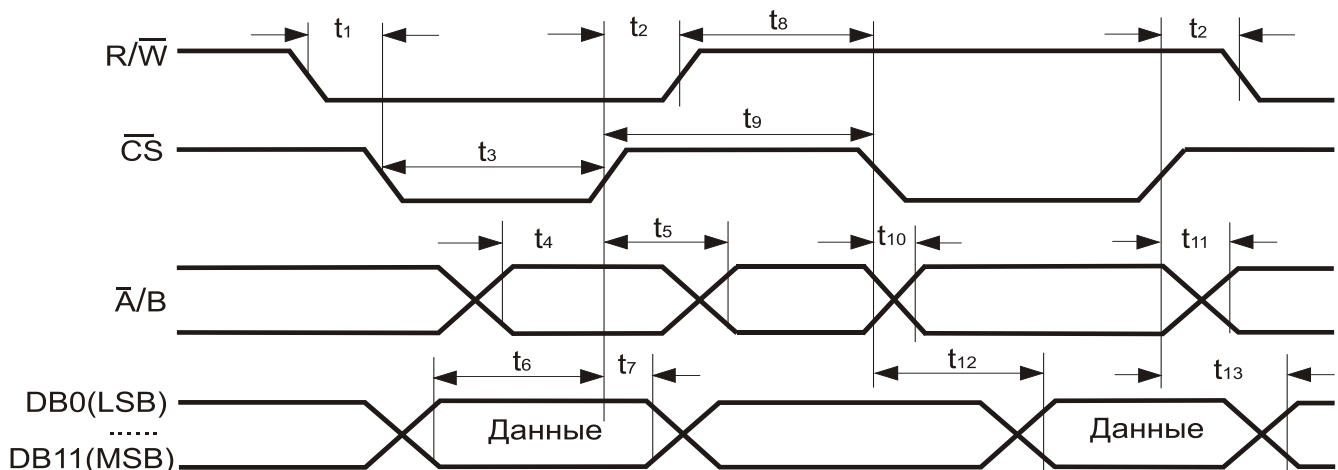 t1 t2 t8 t2
R/W̅
t9
C̅S̅
t3
t4 t5 t10 t11
A̅/B
t6 t7 t12 t13
DB0(LSB)
Данные Данные
........
DB11(MSB)